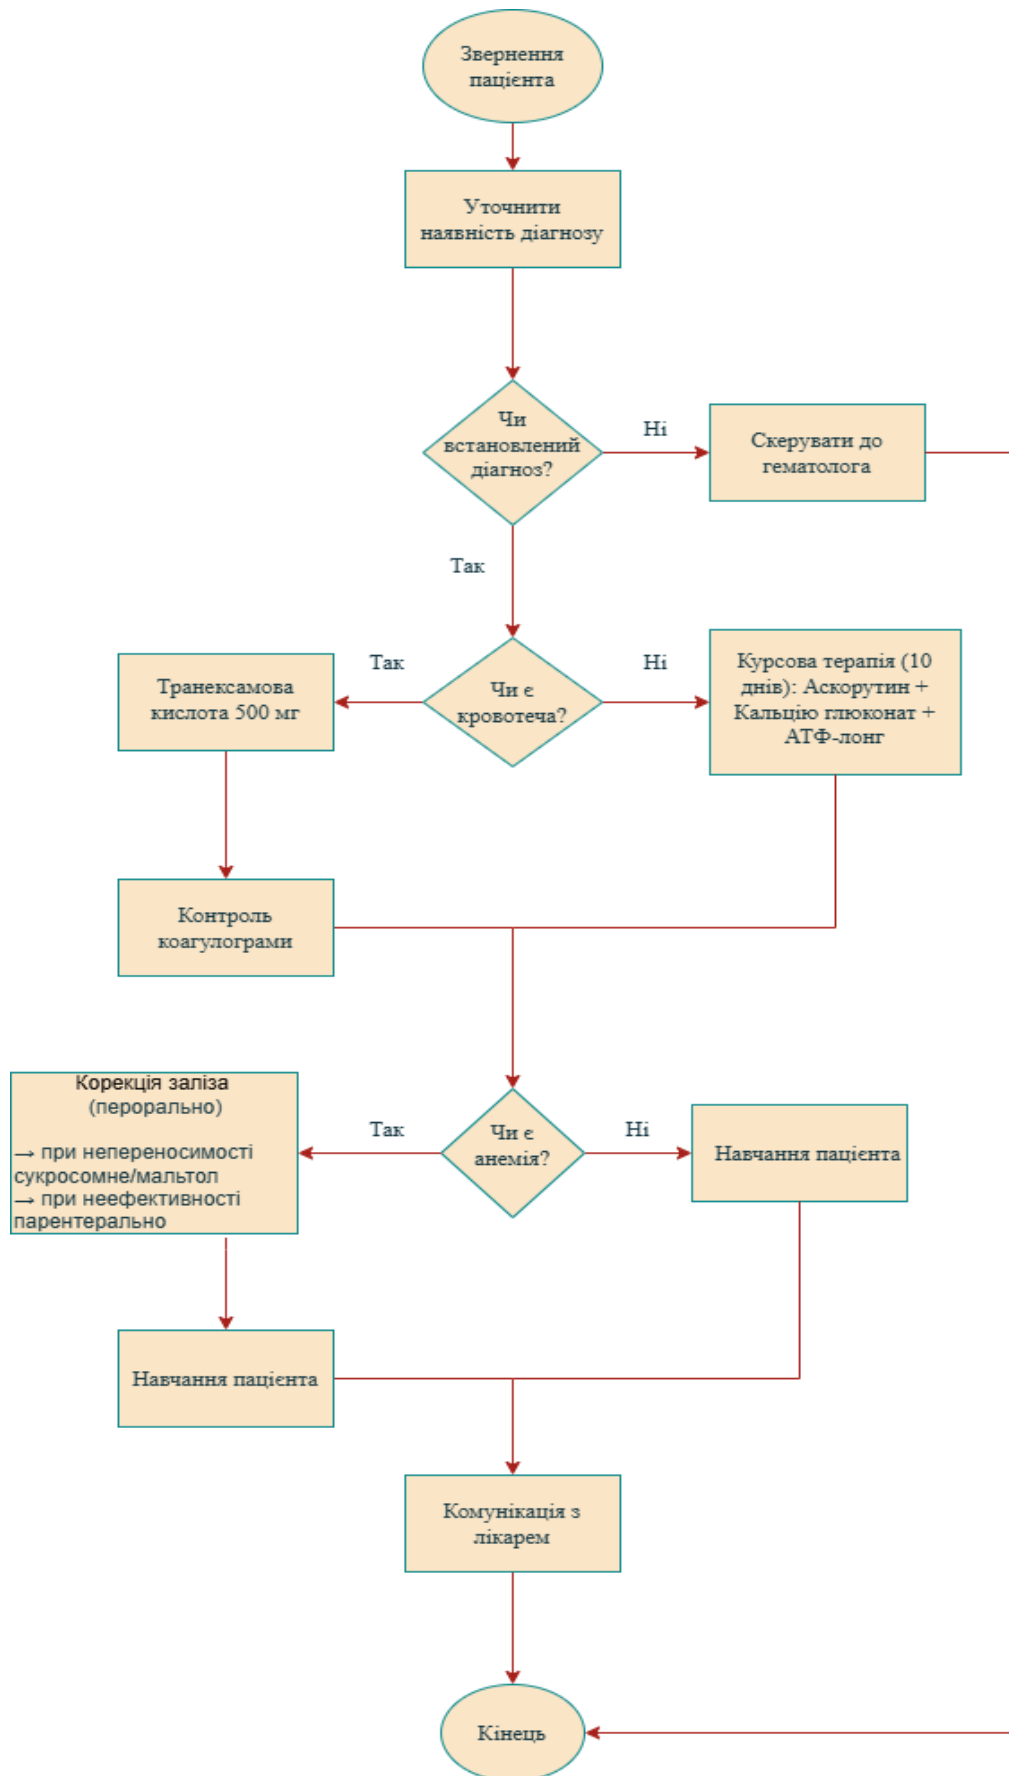 Звернення
пацієнта
Уточнити
наявність діагнозу
Чи
встановлений
діагноз?
Ні
Скерувати до
гематолога
Так
Так
Чи є
кровотеча?
Ні
Транексамова
кислота 500 мг
Курсова терапія (10
днів): Аскорутин +
Кальцію глюконат +
АТФ-лонг
Контроль
коагулограми
Корекція заліза
(перорально)
→ при непереносимості
сукросомне/мальтол
→ при неефективності
парентерально
Так
Чи є
анемія?
Ні
Навчання пацієнта
Навчання пацієнта
Комунікація з
лікарем
Кінець